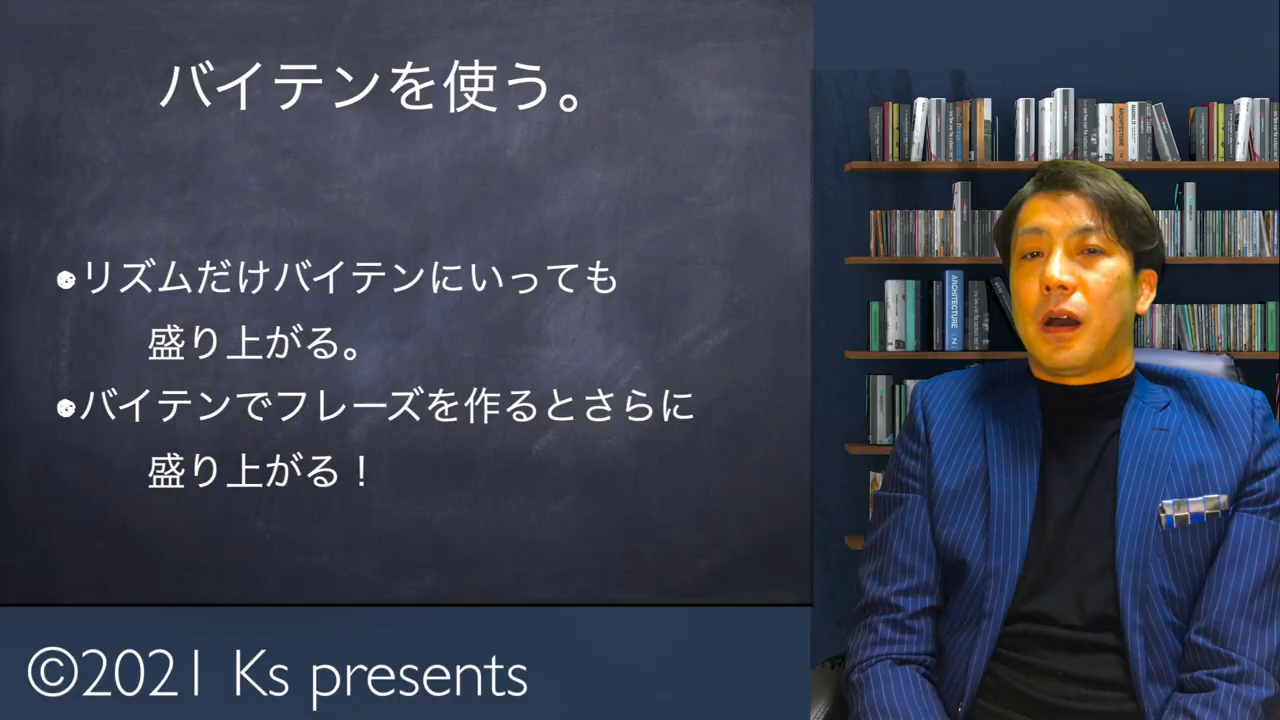 バイテンを使う。
•リズムだけバイテンにいっても
盛り上がる。
•バイテンでフレーズを作るとさらに
盛り上がる！
©2021 Ks presents
ARCHITECTURE
ARCHITECTURE